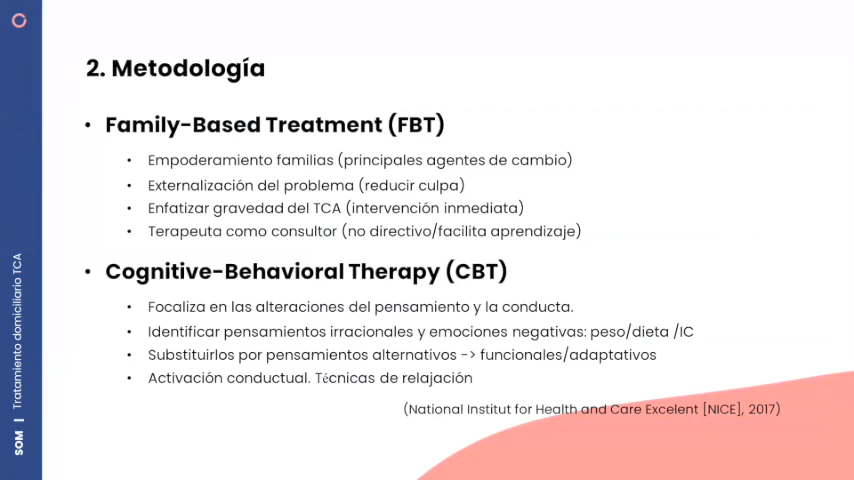 2. Metodología
• Family-Based Treatment (FBT)
• Empoderamiento familias (principales agentes de cambio)
• Externalización del problema (reducir culpa)
• Enfatizar gravedad del TCA (intervención inmediata)
• Terapeuta como consultor (no directivo/facilita aprendizaje)
• Cognitive-Behavioral Therapy (CBT)
• Focaliza en las alteraciones del pensamiento y la conducta.
• Identificar pensamientos irracionales y emociones negativas: peso/dieta /IC
• Substituirlos por pensamientos alternativos -> funcionales/adaptativos
• Activación conductual. Técnicas de relajación
(National Institut for Health and Care Excelent [NICE], 2017)
SOM | Tratamiento domiciliario TCA